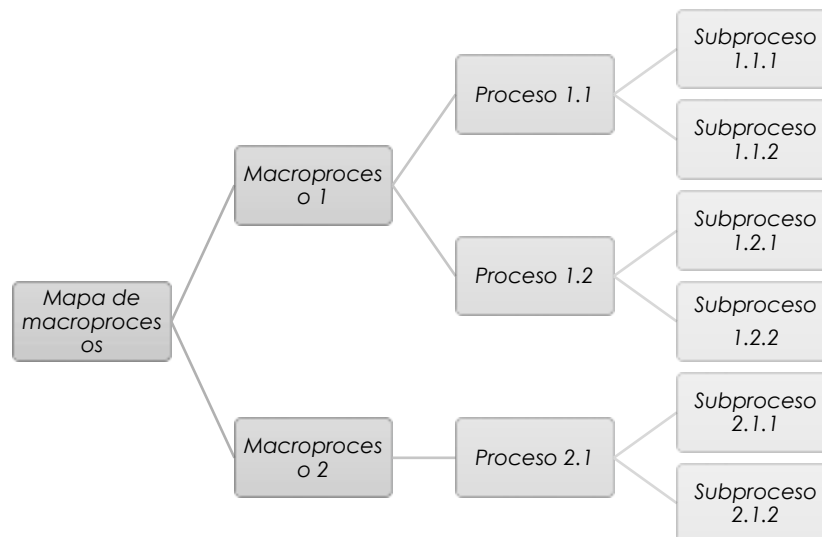 Mapa de
macroproces
os
Macroproces
o 1
Macroproces
o 2
Proceso 1.1
Proceso 1.2
Proceso 2.1
Subproceso
1.1.1
Subproceso
1.1.2
Subproceso
1.2.1
Subproceso
1.2.2
Subproceso
2.1.1
Subproceso
2.1.2